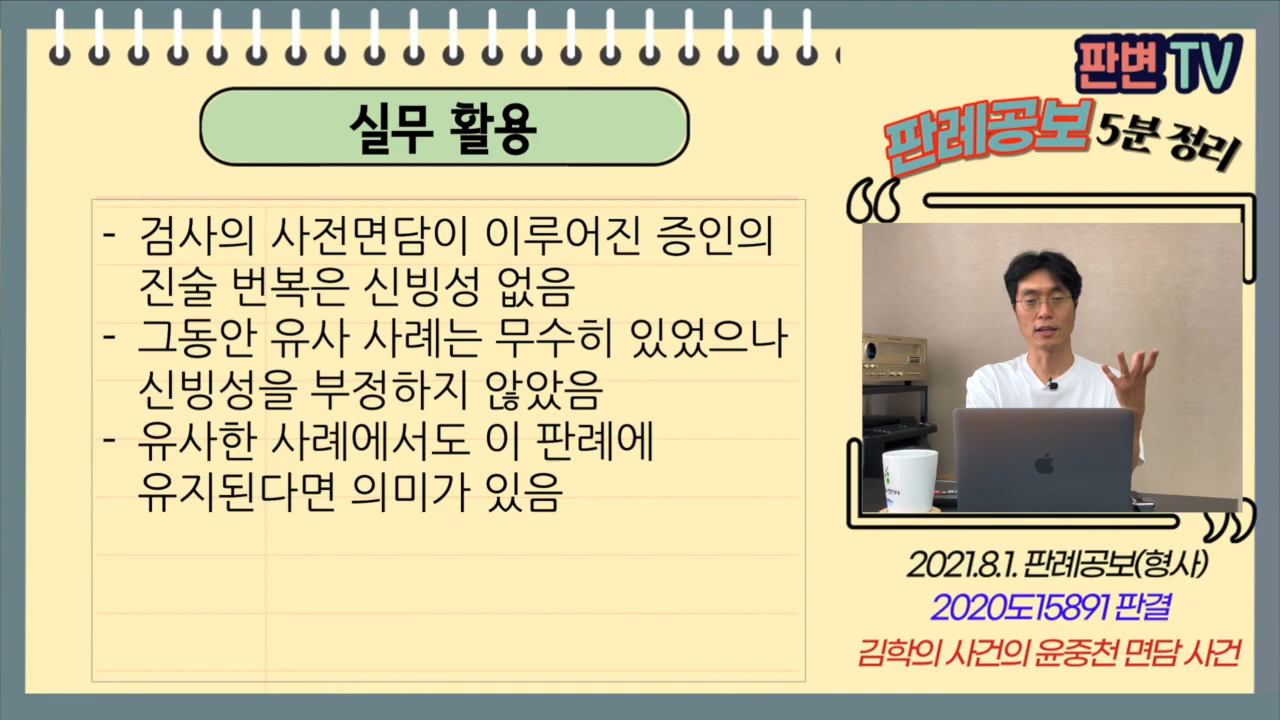 실무 활용
- 검사의 사전면담이 이루어진 증인의
진술 번복은 신빙성 없음
- 그동안 유사 사례는 무수히 있었으나
신빙성을 부정하지 않았음
- 유사한 사례에서도 이 판례에
유지된다면 의미가 있음
판변TV
판례공보 5분 정리
2021.8.1. 판례공보(형사)
2020도15891 판결
김학의 사건의 윤중천 면담 사건